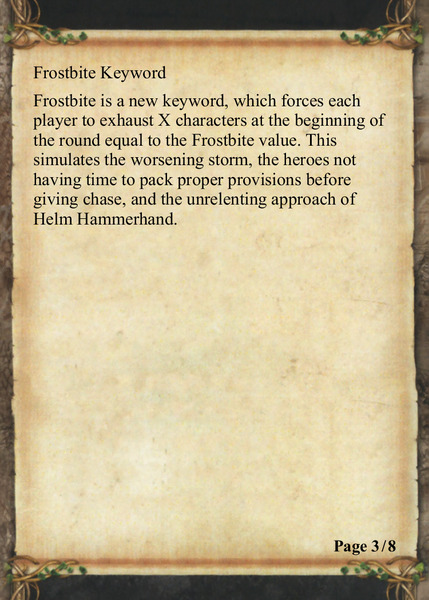 Frostbite Keyword
Frostbite is a new keyword, which forces each
player to exhaust X characters at the beginning of
the round equal to the Frostbite value. This
simulates the worsening storm, the heroes not
having time to pack proper provisions before
giving chase, and the unrelenting approach of
Helm Hammerhand.
Page 3/8